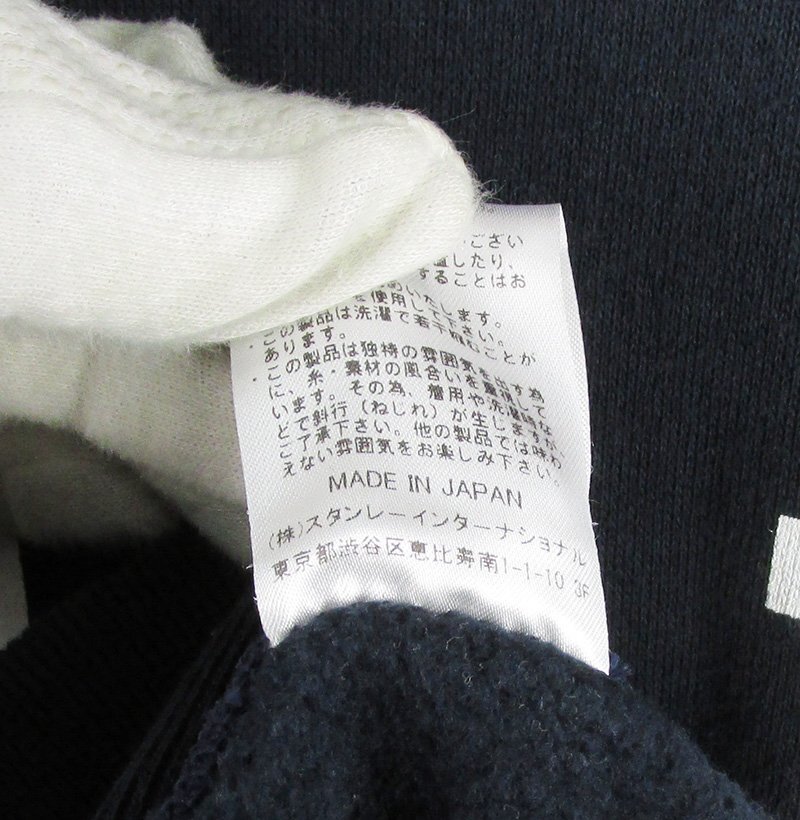 ござい
したり、
することはお
いたします。
を使用して下さい。
・この製品は洗濯で若干
ことが
あります。
・この製品は独特の雰囲気を出す為
に、糸・素材の風合いを重視して
います。その為、着用や洗濯時な
どで斜行（ねじれ）が生じますが、
ご了承下さい。他の製品では味わ
えない雰囲気をお楽しみ下さい。
MADE IN JAPAN
(株)スタンレーインターナショナル
東京都渋谷区恵比寿南1-1-10 3F